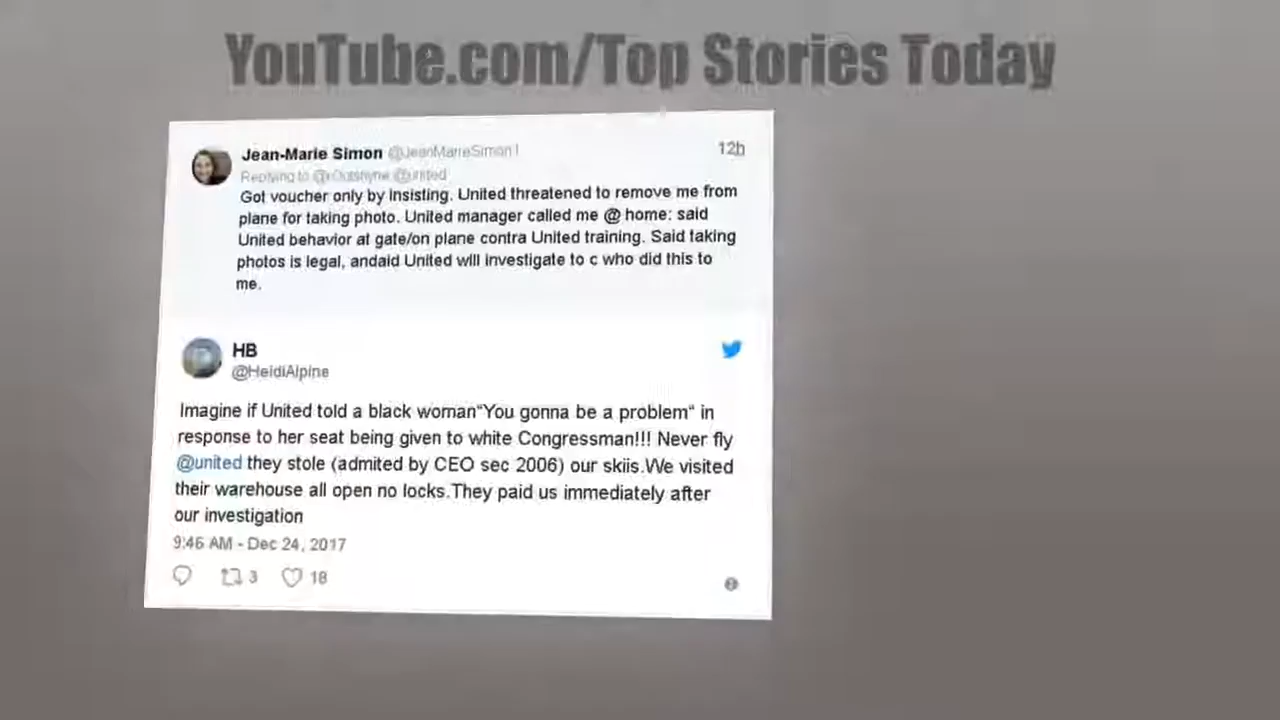 YouTube.com/Top Stories Today
Jean-Marie Simon @JeanMarieSimon1 12h
Replying to @united
Got voucher only by insisting. United threatened to remove me from
plane for taking photo. United manager called me @ home: said
United behavior at gate/on plane contra United training. Said taking
photos is legal, andaid United will investigate to c who did this to
me.
HB
@HeidiAlpine
Imagine if United told a black woman"You gonna be a problem" in
response to her seat being given to white Congressman!!! Never fly
@united they stole (admited by CEO sec 2006) our skiis.We visited
their warehouse all open no locks.They paid us immediately after
our investigation
9:46 AM - Dec 24, 2017
3 18